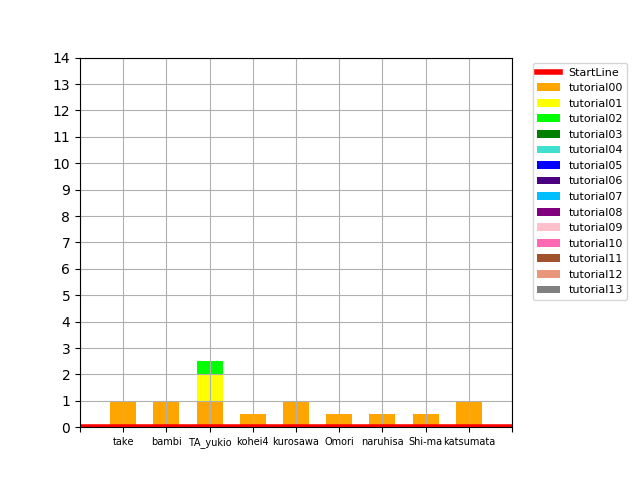 14
13
12
11
10
9
8
7
6
5
4
3
2
1
0
take bambi TA_yukio kohei4 kurosawa Omori naruhisa Shi-ma katsumata
StartLine
tutorial00
tutorial01
tutorial02
tutorial03
tutorial04
tutorial05
tutorial06
tutorial07
tutorial08
tutorial09
tutorial10
tutorial11
tutorial12
tutorial13